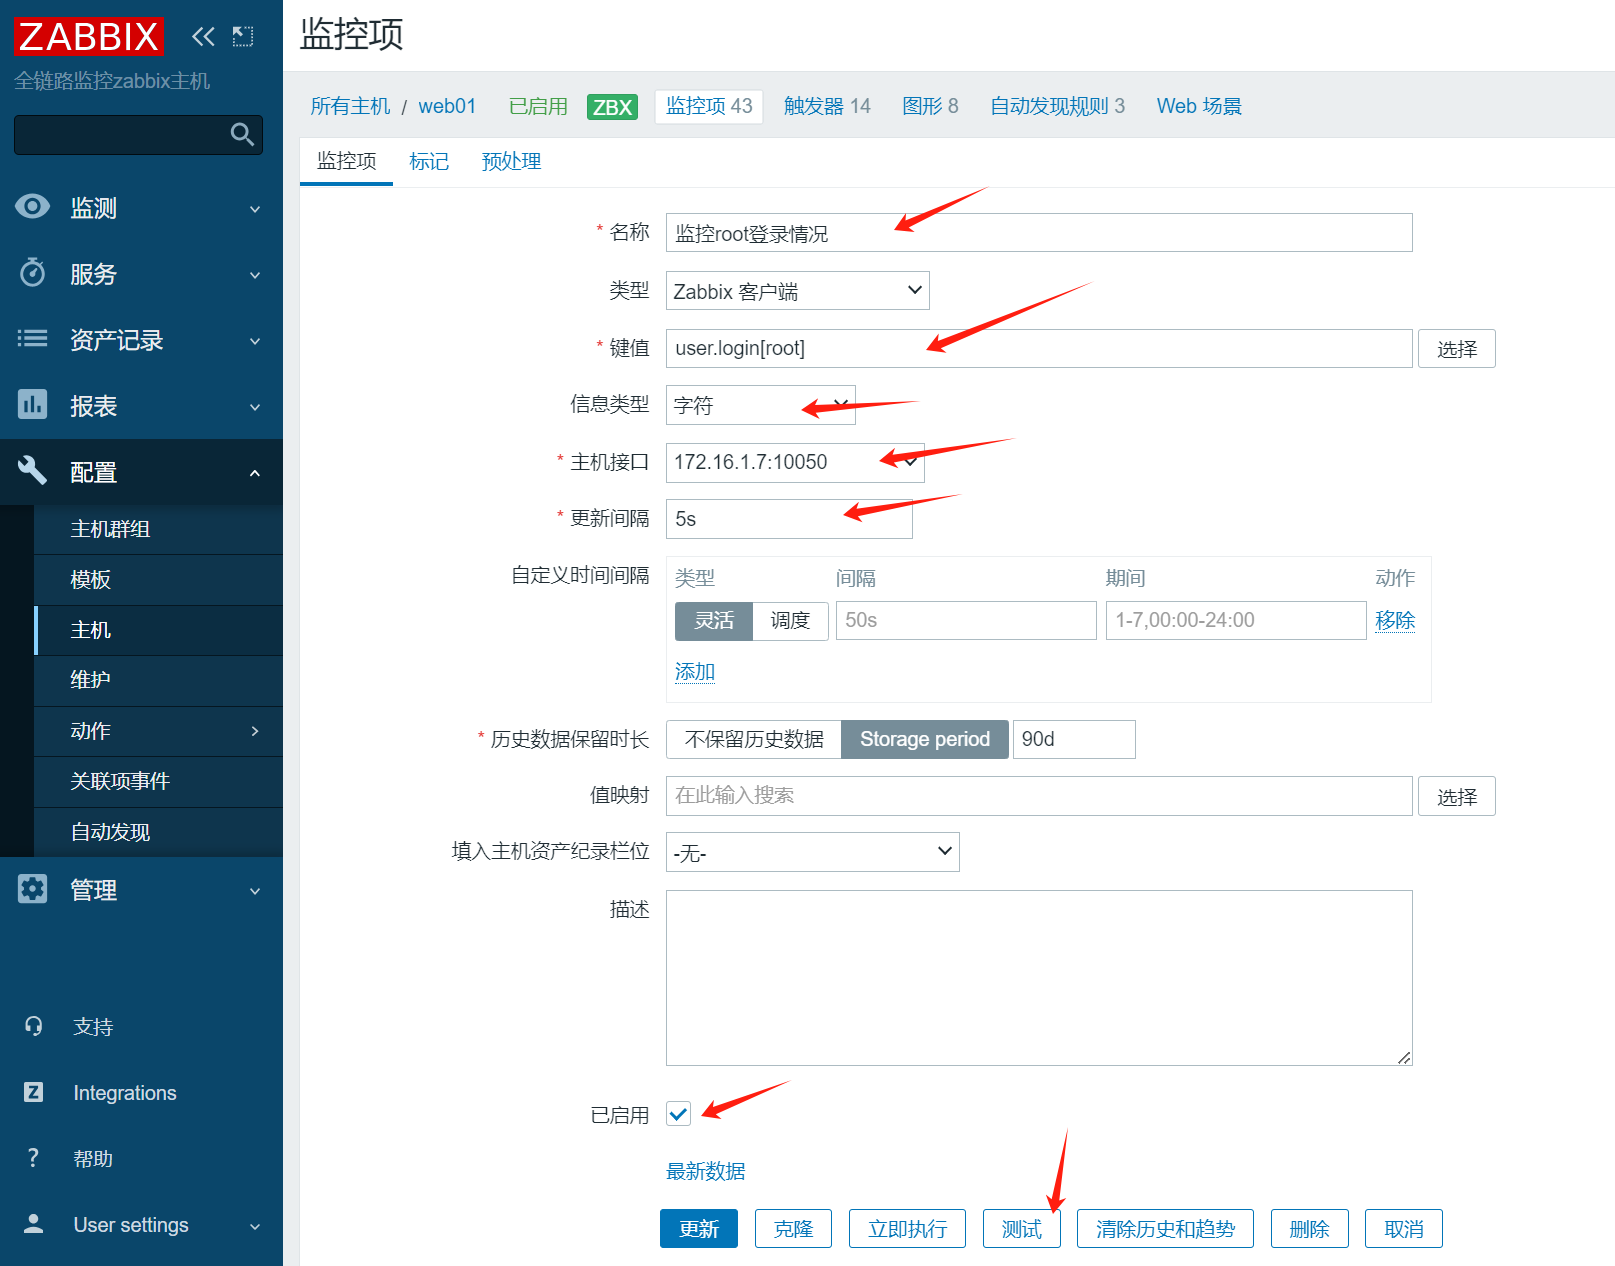 ZABBIX
全链路监控zabbix主机
监测
服务
资产记录
报表
配置
主机群组
模板
主机
维护
动作
关联项事件
自动发现
管理
支持
Integrations
帮助
User settings
监控项
所有主机 / web01 已启用 ZBX 监控项 43 触发器 14 图形 8 自动发现规则 3 Web 场景
监控项 标记 预处理
* 名称 监控root登录情况
类型 Zabbix 客户端
* 键值 user.login[root] 选择
信息类型 字符
* 主机接口 172.16.1.7:10050
* 更新间隔 5s
自定义时间间隔 类型 间隔 期间 动作
灵活 调度 50s 1-7,00:00-24:00 移除
添加
* 历史数据保留时长 不保留历史数据 Storage period 90d
值映射 在此输入搜索 选择
填入主机资产纪录栏位 -无-
描述
已启用
最新数据
更新 克隆 立即执行 测试 清除历史和趋势 删除 取消